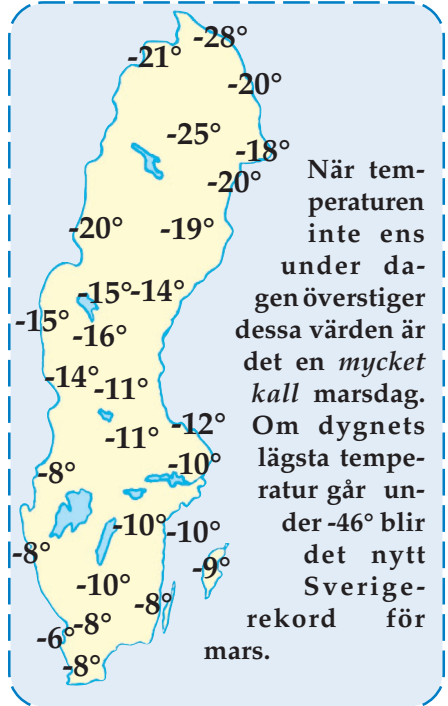 -28°
-21°
-20°
-25°
-18°
-20°
-20° -19°
-15° -14°
-15°
-16°
-14°
-11°
-12°
-11°
-10°
-8°
-10° -10°
-8°
-9°
-10°
-8°
-8°
-6°
-8°
När tem-
peraturen
inte ens
under da-
gen överstiger
dessa värden är
det en mycket
kall marsdag.
Om dygnets
lägsta tempe-
ratur går un-
der -46° blir
det nytt
Sverige-
rekord för
mars.